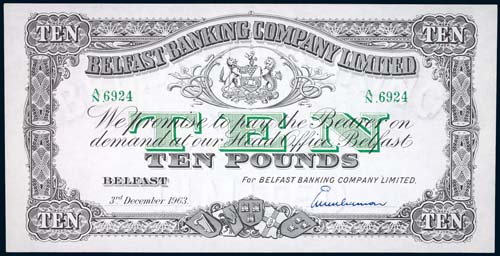 TEN TEN
BELFAST BANKING COMPANY LIMITED
A/N 6924 A/N 6924
TEN
We promise to pay the Bearer on
demand at our Head Office, Belfast
TEN POUNDS
BELFAST For BELFAST BANKING COMPANY LIMITED,
3rd December 1963.
TEN TEN